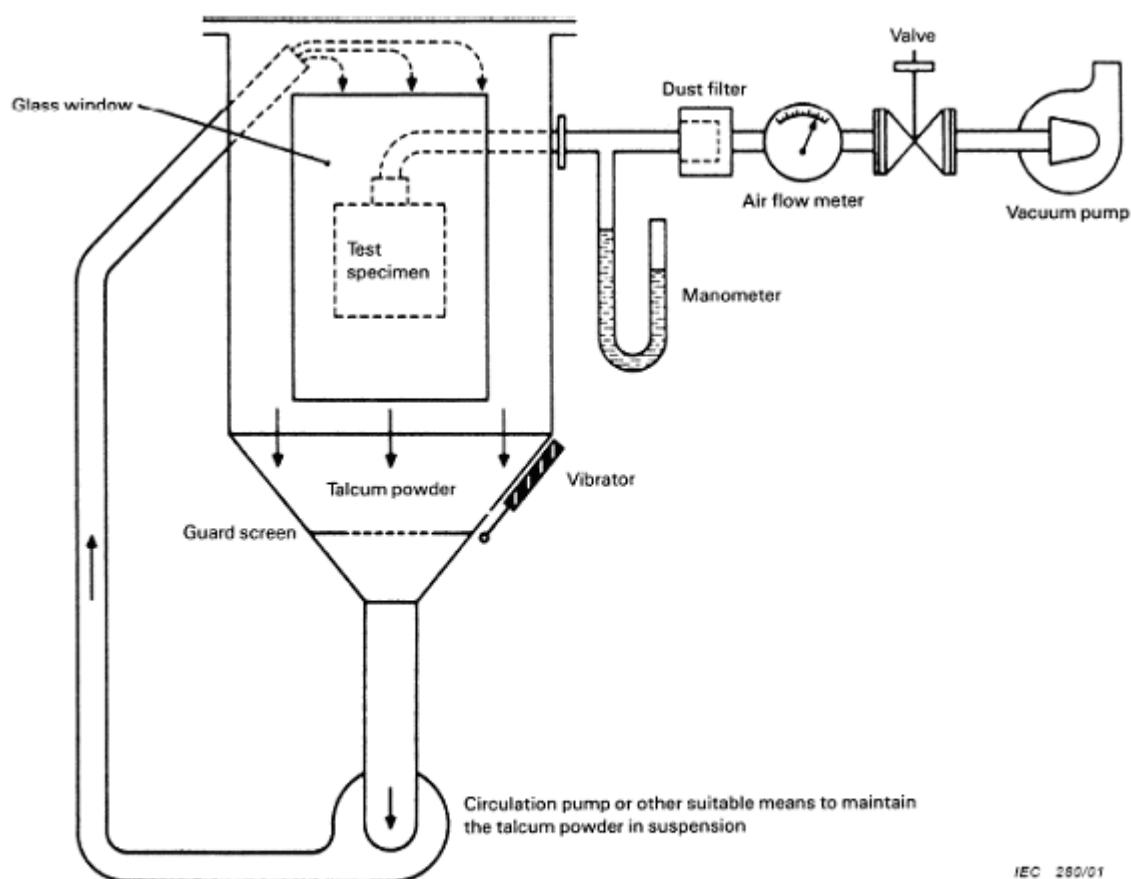 Valve
Dust filter
Glass window
Air flow meter
Vacuum pump
Test
specimen
Manometer
Talcum powder
Vibrator
Guard screen
Circulation pump or other suitable means to maintain
the talcum powder in suspension
IEC 280/01